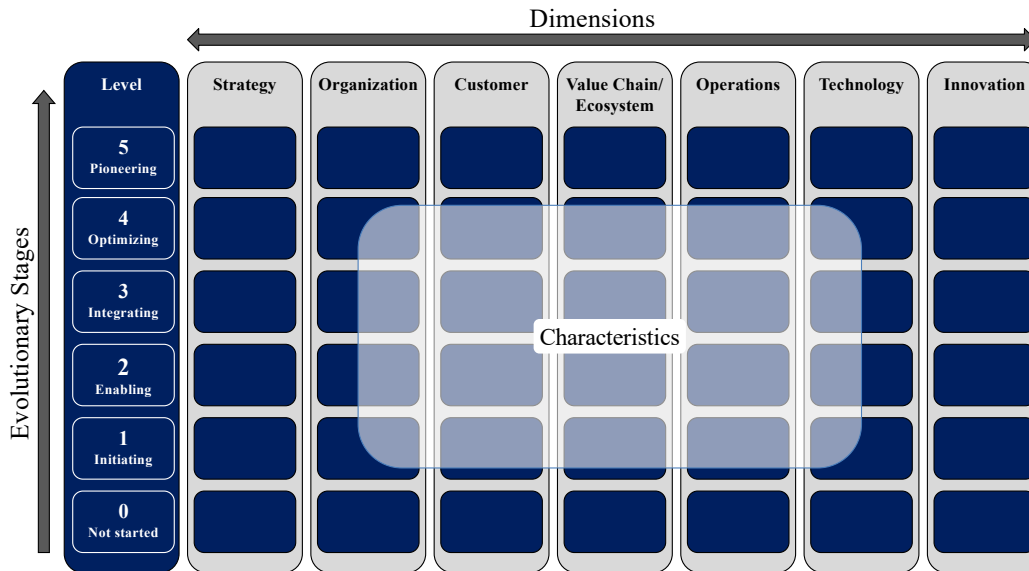 Dimensions
Evolutionary Stages
Level
Strategy
Organization
Customer
Value Chain/
Ecosystem
Operations
Technology
Innovation
5
Pioneering
4
Optimizing
3
Integrating
Characteristics
2
Enabling
1
Initiating
0
Not started